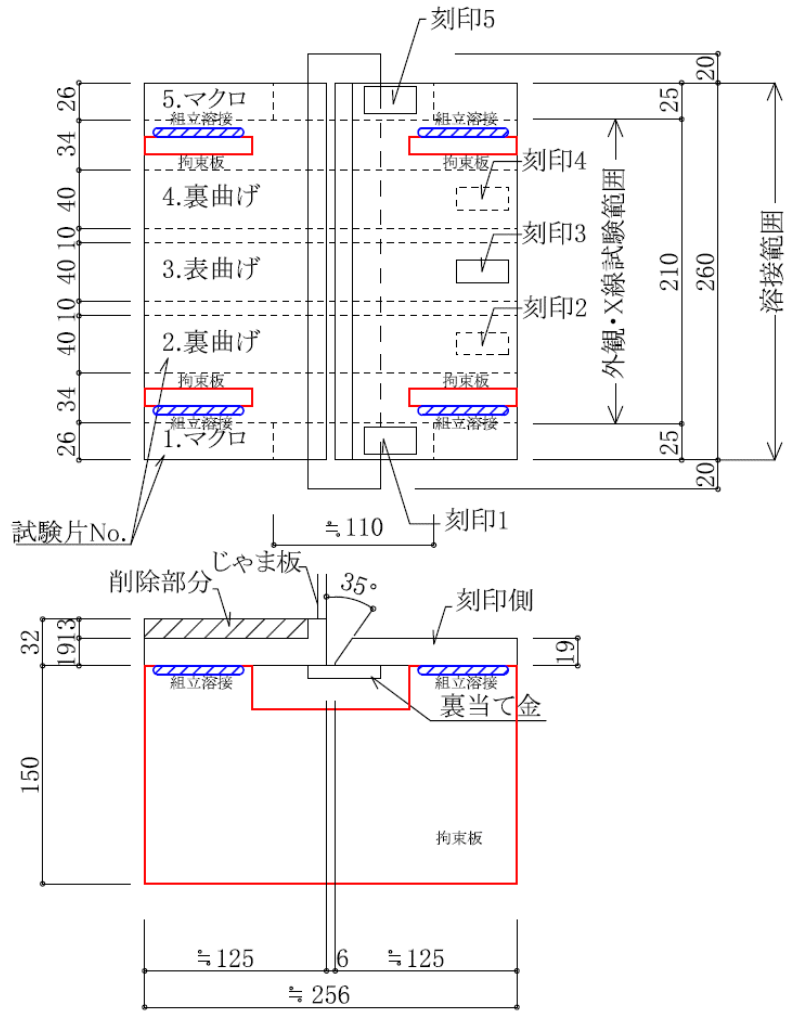 刻印5
20
26
5.マクロ
25
組立溶接
組立溶接
34
拘束板
拘束板
刻印4
40
4.裏曲げ
10
刻印3
40
3.表曲げ
外観・X線試験範囲
210
260
溶接範囲
10
刻印2
40
2.裏曲げ
拘束板
拘束板
34
組立溶接
組立溶接
26
1.マクロ
25
20
試験片No.
≒110
刻印1
じゃま板
削除部分
35°
刻印側
32
13
19
19
組立溶接
組立溶接
裏当て金
150
拘束板
≒125
6
≒125
≒256